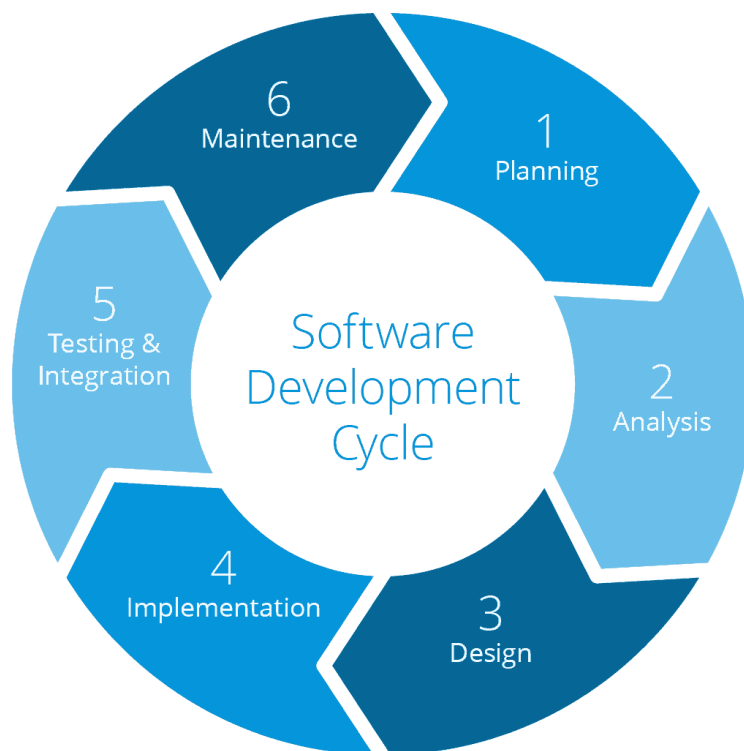 Software
Development
Cycle
1
Planning
2
Analysis
3
Design
4
Implementation
5
Testing &
Integration
6
Maintenance